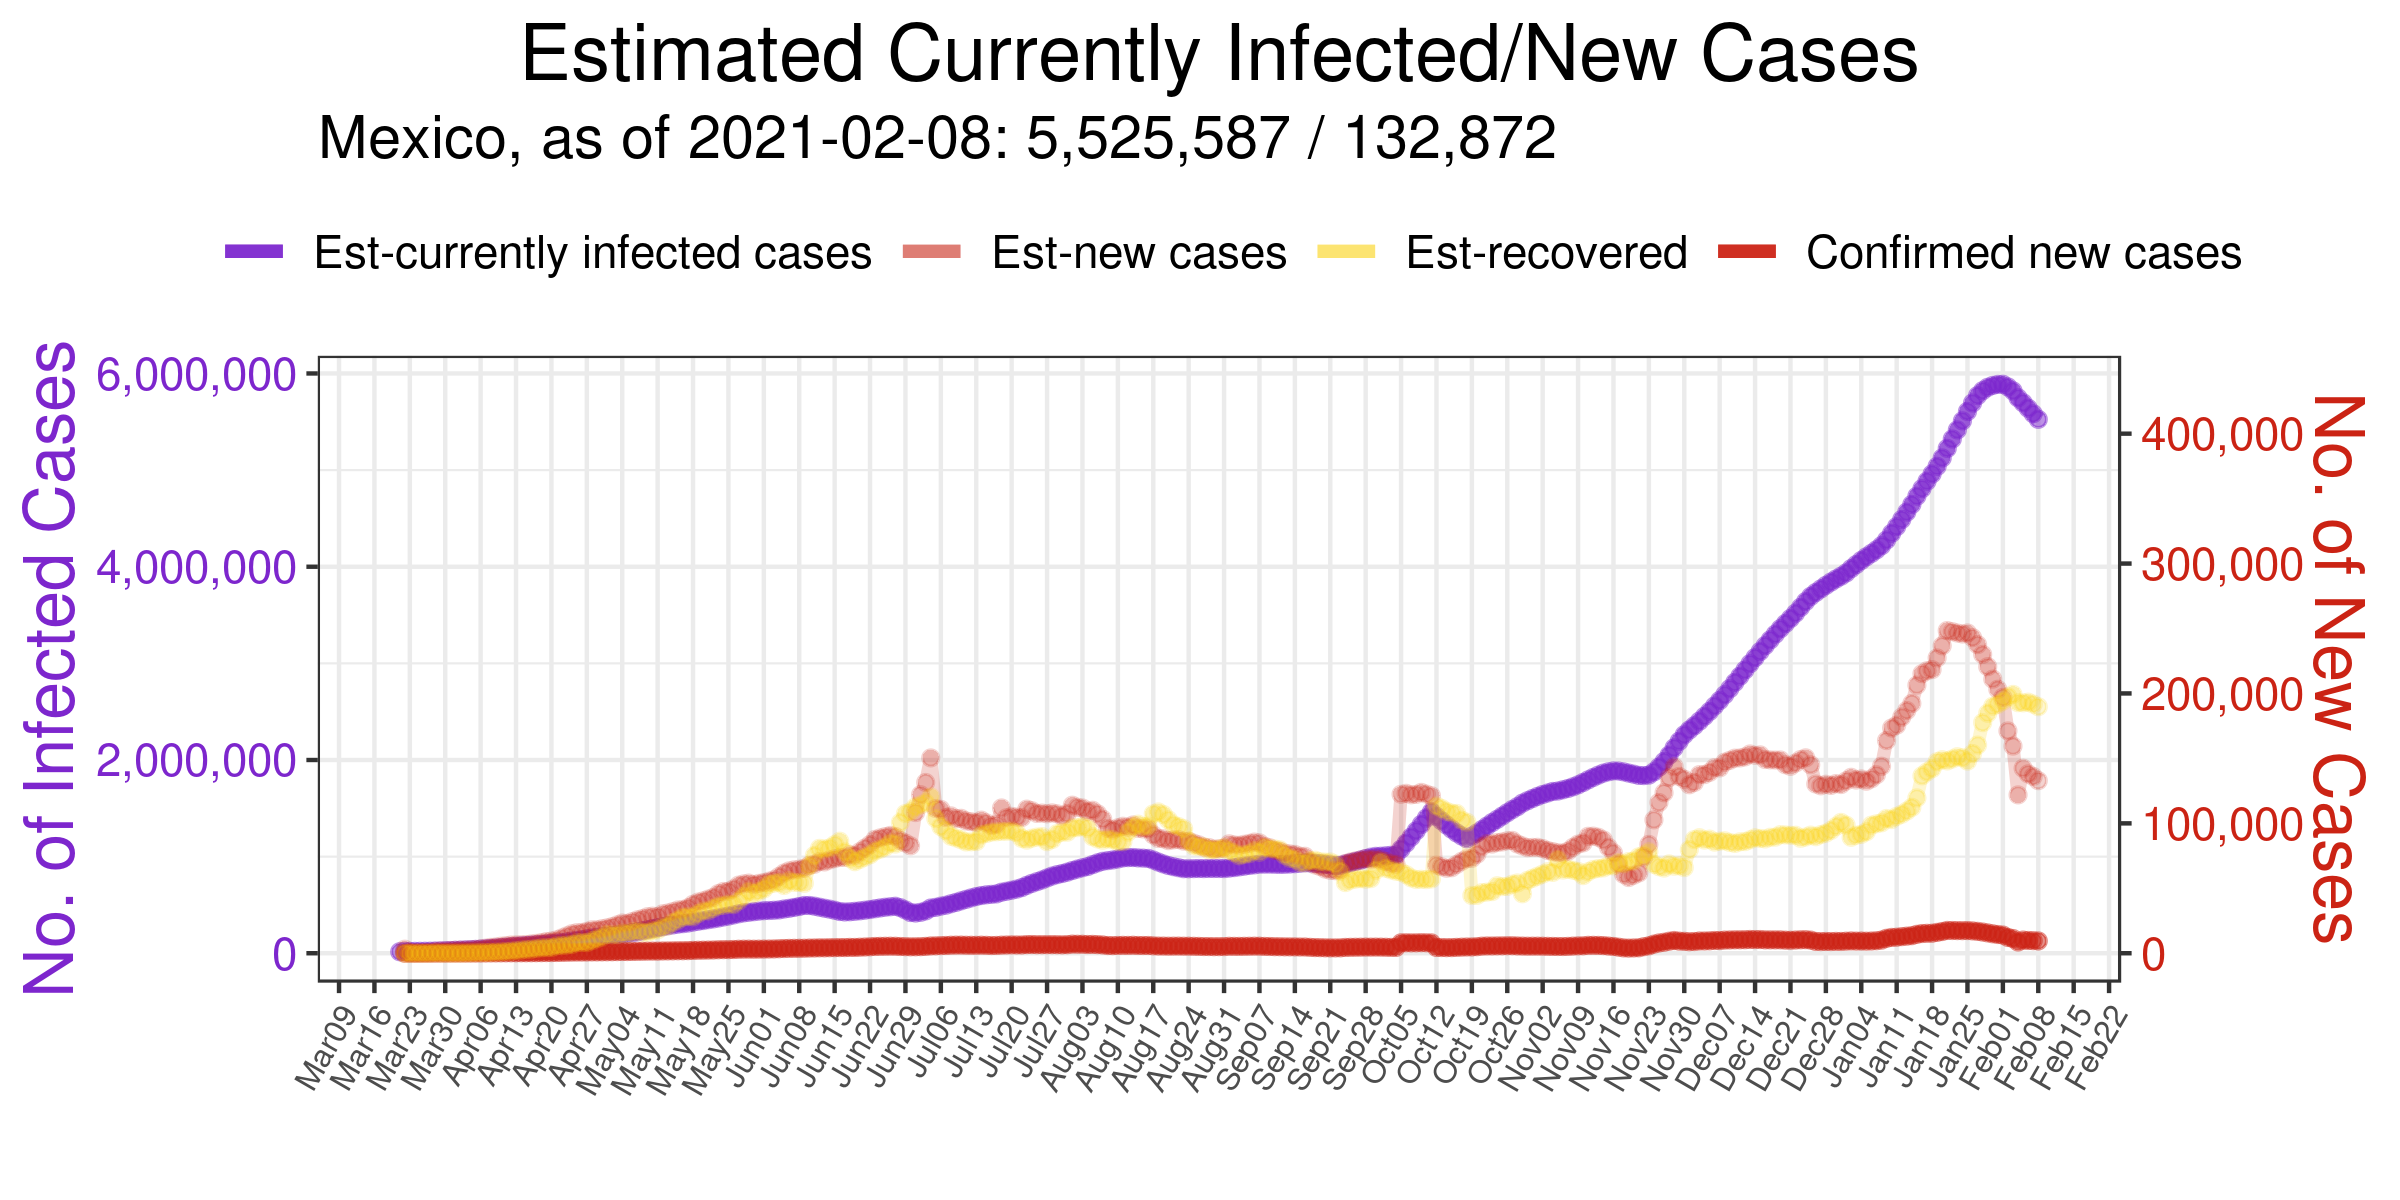 Estimated Currently Infected/New Cases
Mexico, as of 2021-02-08: 5,525,587 / 132,872
Est-currently infected cases Est-new cases Est-recovered Confirmed new cases
No. of Infected Cases
6,000,000
4,000,000
2,000,000
0
No. of New Cases
400,000
300,000
200,000
100,000
0
Mar09 Mar16 Mar23 Mar30 Apr06 Apr13 Apr20 Apr27 May04 May11 May18 May25 Jun01 Jun08 Jun15 Jun22 Jun29 Jul06 Jul13 Jul20 Jul27 Aug03 Aug10 Aug17 Aug24 Aug31 Sep07 Sep14 Sep21 Sep28 Oct05 Oct12 Oct19 Oct26 Nov02 Nov09 Nov16 Nov23 Nov30 Dec07 Dec14 Dec21 Dec28 Jan04 Jan11 Jan18 Jan25 Feb01 Feb08 Feb15 Feb22